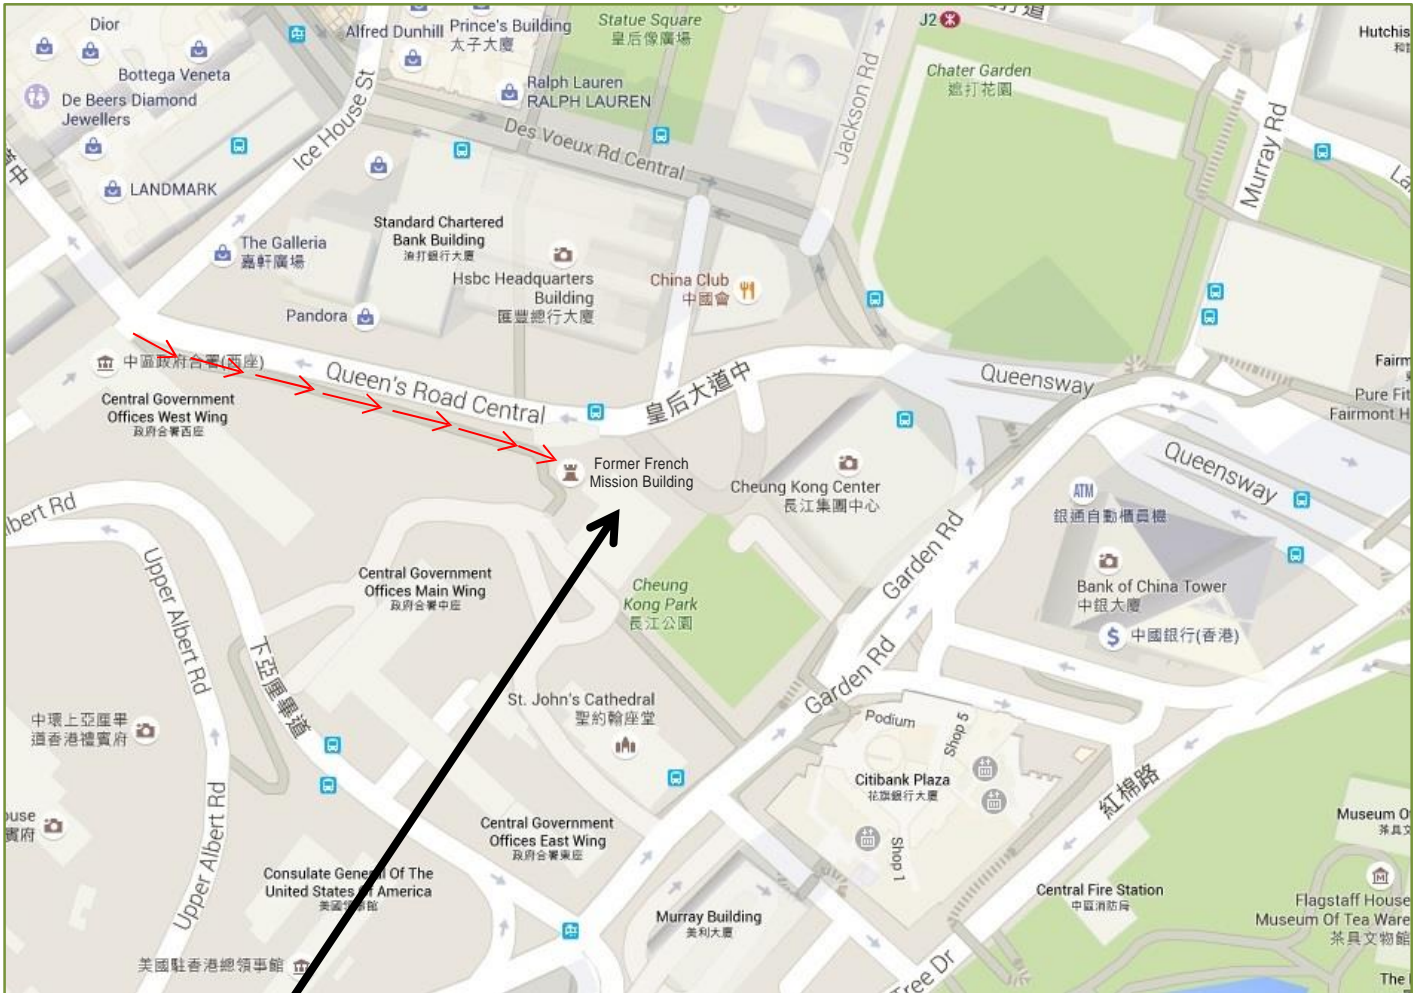 Dior
Bottega Veneta
De Beers Diamond
Jewellers
LANDMARK
Alfred Dunhill
Prince's Building
太子大廈
Statue Square
皇后像廣場
Ralph Lauren
RALPH LAUREN
Ice House St
Des Voeux Rd Central
Jackson Rd
J2
Chater Garden
遮打花園
Murray Rd
Hutchis
The Galleria
嘉軒廣場
Standard Chartered
Bank Building
渣打銀行大廈
Hsbc Headquarters
Building
匯豐總行大廈
China Club
中國會
Pandora
中區政府合署(西座)
Central Government
Offices West Wing
政府合署西座
Queen's Road Central
皇后大道中
Queensway
Fairm
Pure Fit
Fairmont H
Queensway
Former French
Mission Building
Cheung Kong Center
長江集團中心
ATM
銀通自動櫃員機
Bank of China Tower
中銀大廈
中國銀行(香港)
Garden Rd
Garden Rd
lbert Rd
Upper Albert Rd
Upper Albert Rd
下亞厘畢道
Central Government
Offices Main Wing
政府合署中座
Cheung
Kong Park
長江公園
St. John's Cathedral
聖約翰座堂
中環上亞厘畢
道香港禮賓府
ouse
賓府
Podium
Shop 5
Shop 1
Citibank Plaza
花旗銀行大廈
紅棉路
Central Government
Offices East Wing
政府合署東座
Consulate General Of The
United States Of America
美國領事館
美國駐香港總領事館
Murray Building
美利大廈
Central Fire Station
中區消防局
Museum O
茶具文
Flagstaff House
Museum Of Tea Ware
茶具文物館
Tree Dr
The